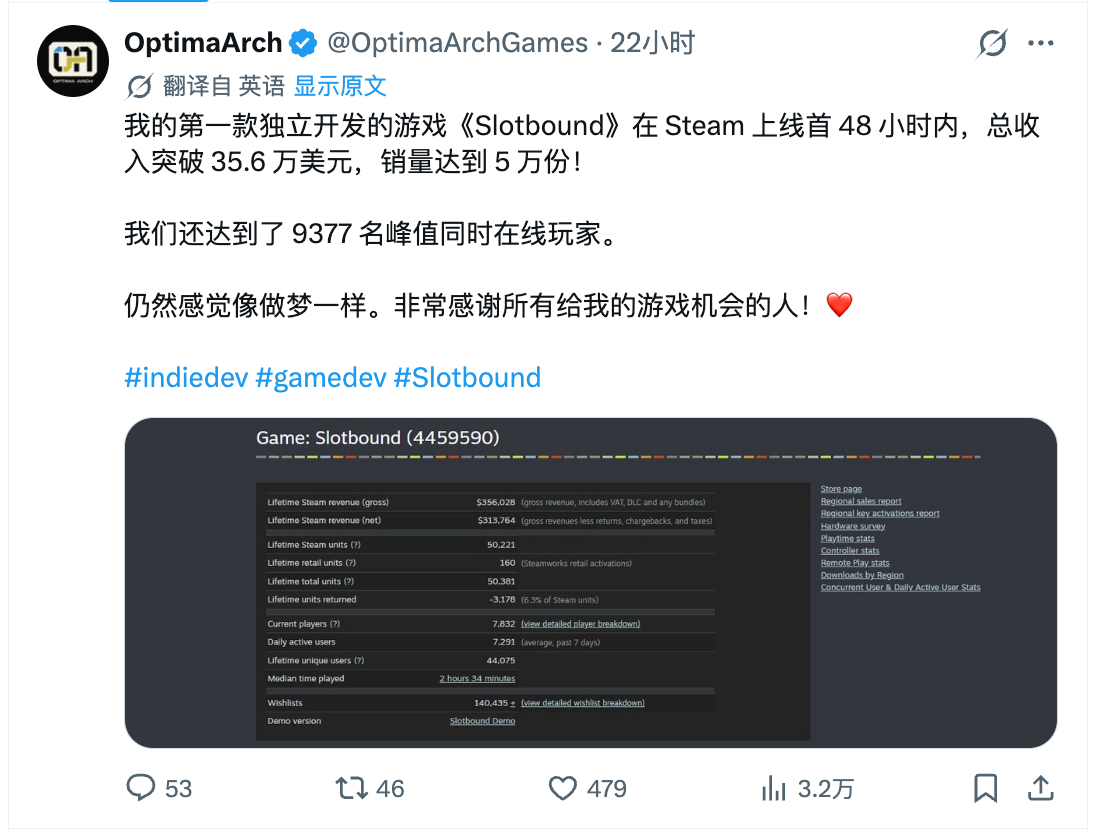 OptimaArch @OptimaArchGames · 22小时
翻译自 英语 显示原文
我的第一款独立开发的游戏《Slotbound》在 Steam 上线首 48 小时内，总收
入突破 35.6 万美元，销量达到 5 万份！
我们还达到了 9377 名峰值同时在线玩家。
仍然感觉像做梦一样。非常感谢所有给我的游戏机会的人！❤️
#indiedev #gamedev #Slotbound
Game: Slotbound (4459590)
Lifetime Steam revenue (gross) $356,028 (gross revenue, includes VAT, DLC and any bundles)
Lifetime Steam revenue (net) $313,764 (gross revenues less returns, chargebacks, and taxes)
Lifetime Steam units (?) 50,221
Lifetime retail units (?) 160 (Steamworks retail activations)
Lifetime total units (?) 50,381
Lifetime units returned -3,178 (6.3% of Steam units)
Current players (?) 7,832 (view detailed player breakdown)
Daily active users 7,291 (average, past 7 days)
Lifetime unique users (?) 44,075
Median time played 2 hours 34 minutes
Wishlists 140,435 ± (view detailed wishlist breakdown)
Demo version Slotbound Demo
Store page
Regional sales report
Regional key activations report
Hardware survey
Playtime stats
Controller stats
Remote Play stats
Downloads by Region
Concurrent User & Daily Active User Stats
53 46 479 3.2万